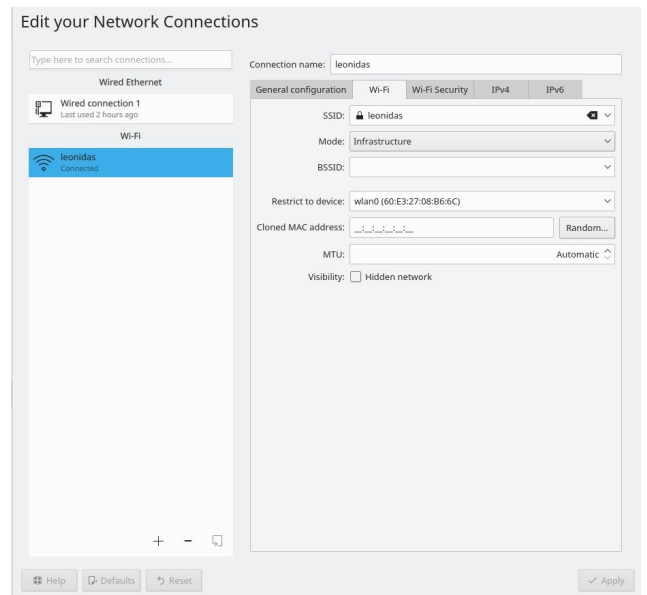 Edit your Network Connections
Type here to search connections...
Wired Ethernet
Wired connection 1
Last used 2 hours ago
Wi-Fi
leonidas
Connected
Connection name: leonidas
General configuration Wi-Fi Wi-Fi Security IPv4 IPv6
SSID: leonidas
Mode: Infrastructure
BSSID:
Restrict to device: wlan0 (60:E3:27:08:B6:6C)
Cloned MAC address: __:__:__:__:__:__ Random...
MTU: Automatic
Visibility: Hidden network
Help Defaults Reset Apply